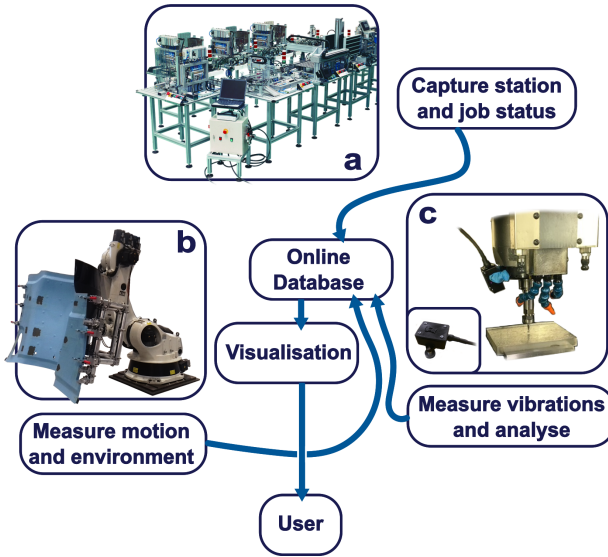 a
Capture station
and job status
b
c
Online
Database
Visualisation
Measure motion
and environment
Measure vibrations
and analyse
User